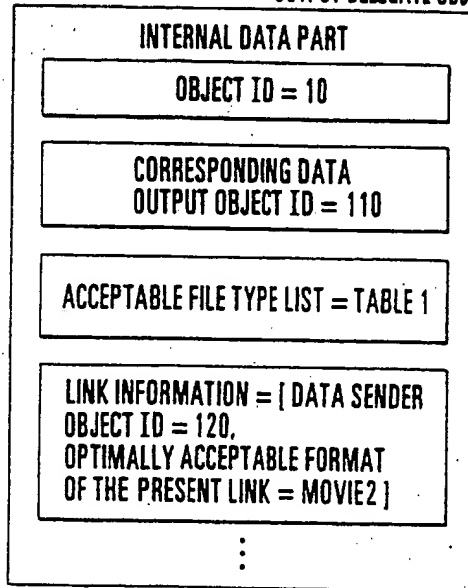 INTERNAL DATA PART
OBJECT ID = 10
CORRESPONDING DATA
OUTPUT OBJECT ID = 110
ACCEPTABLE FILE TYPE LIST = TABLE 1
LINK INFORMATION = [ DATA SENDER
OBJECT ID = 120,
OPTIMALLY ACCEPTABLE FORMAT
OF THE PRESENT LINK = MOVIE2 ]